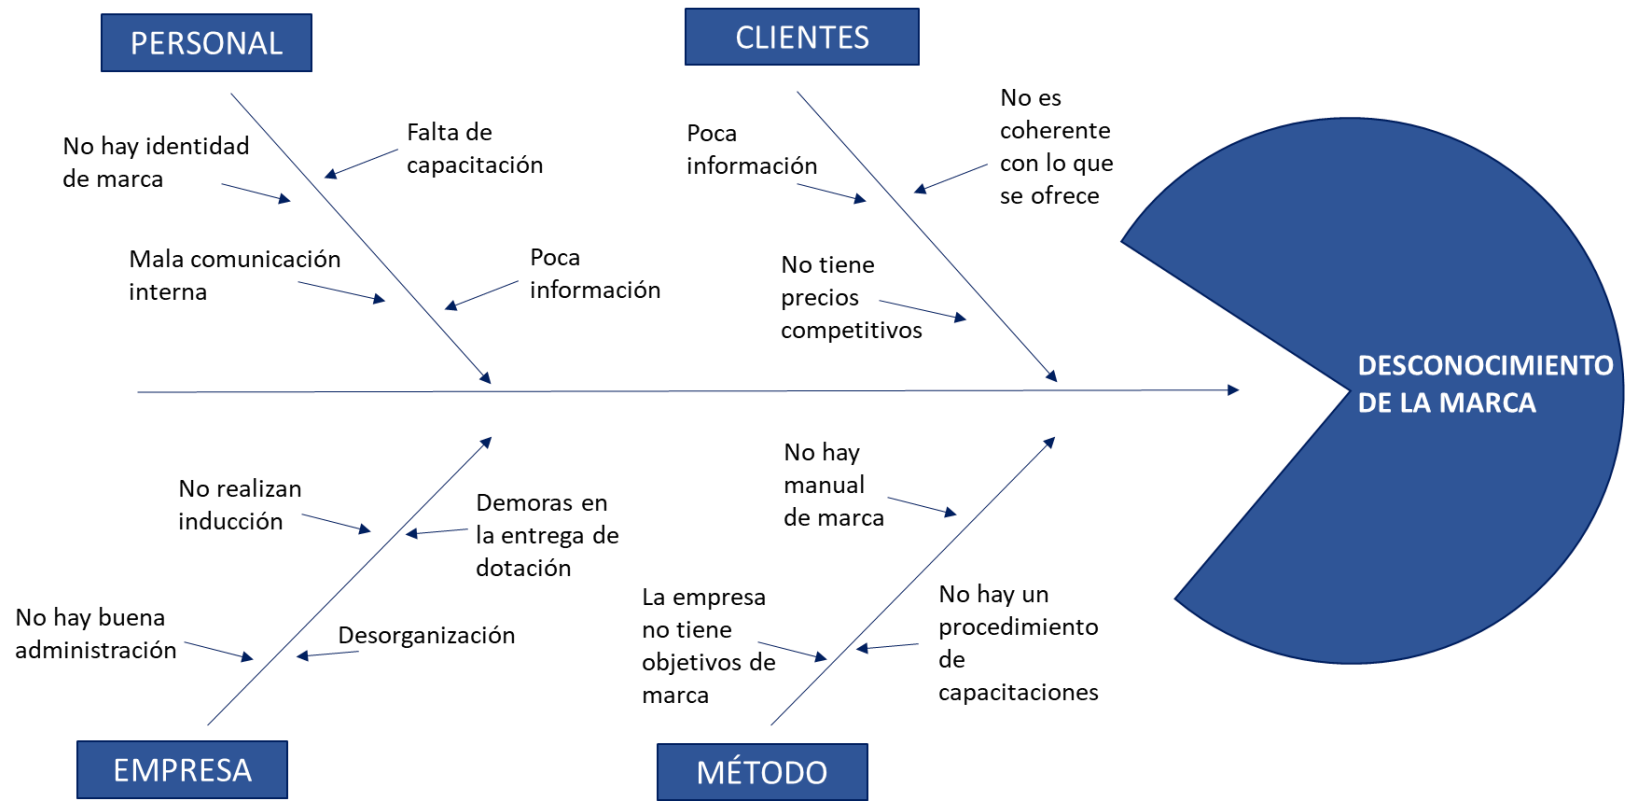 PERSONAL
CLIENTES
No hay identidad
de marca
Falta de
capacitación
Mala comunicación
interna
Poca
información
Poca
información
No es
coherente
con lo que
se ofrece
No tiene
precios
competitivos
DESCONOCIMIENTO
DE LA MARCA
No realizan
inducción
Demoras en
la entrega de
dotación
No hay buena
administración
Desorganización
No hay
manual
de marca
La empresa
no tiene
objetivos de
marca
No hay un
procedimiento
de
capacitaciones
EMPRESA
MÉTODO